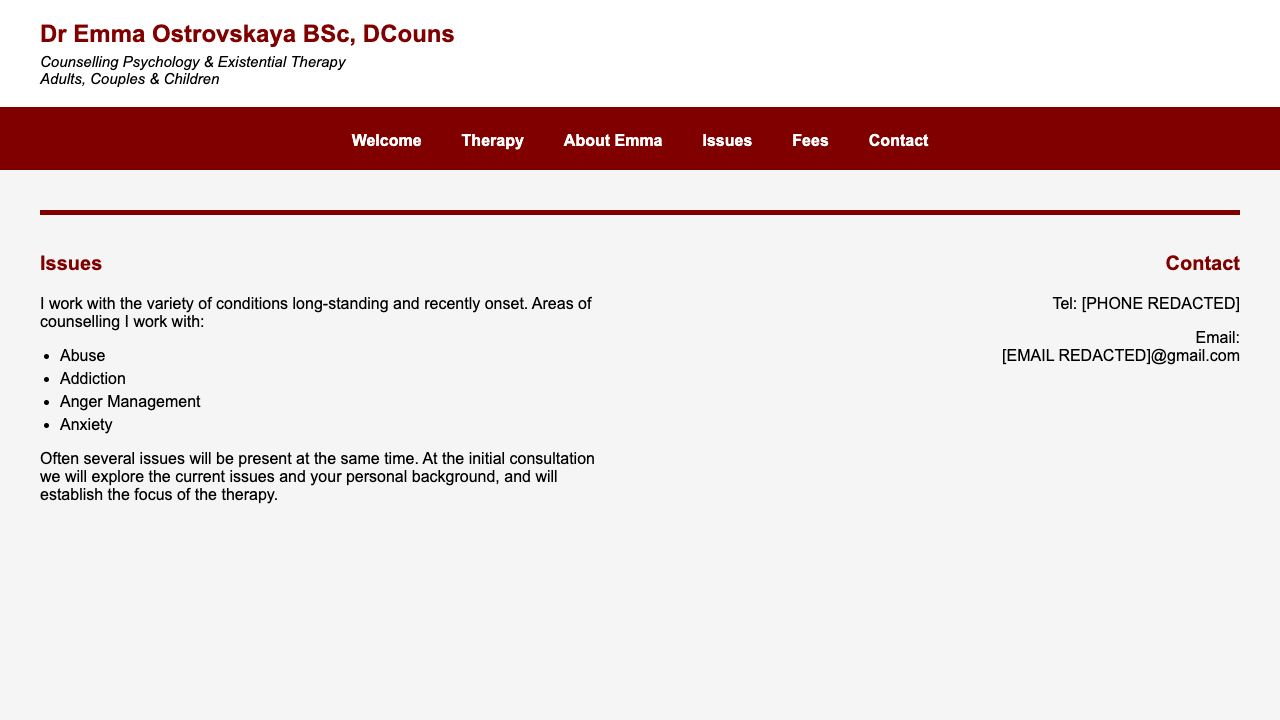 Dr Emma Ostrovskaya BSc, DCouns
Counselling Psychology & Existential Therapy
Adults, Couples & Children
Welcome Therapy About Emma Issues Fees Contact
Issues
I work with the variety of conditions long-standing and recently onset. Areas of
counselling I work with:
• Abuse
• Addiction
• Anger Management
• Anxiety
Often several issues will be present at the same time. At the initial consultation
we will explore the current issues and your personal background, and will
establish the focus of the therapy.
Contact
Tel: [PHONE REDACTED]
Email:
[EMAIL REDACTED]@gmail.com